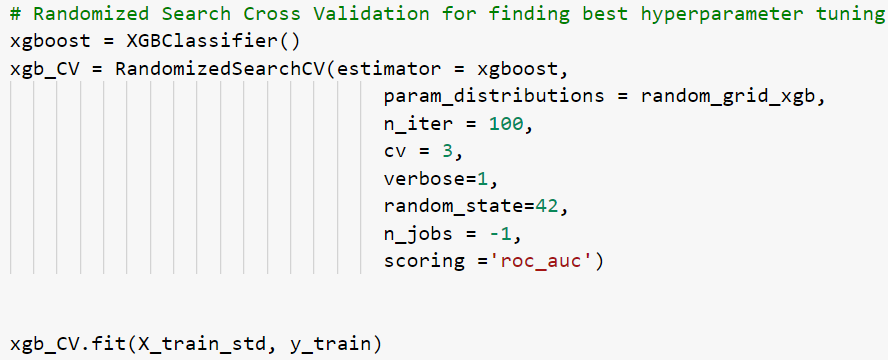 # Randomized Search Cross Validation for finding best hyperparameter tuning
xgboost = XGBClassifier()
xgb_CV = RandomizedSearchCV(estimator = xgboost,
param_distributions = random_grid_xgb,
n_iter = 100,
cv = 3,
verbose=1,
random_state=42,
n_jobs = -1,
scoring ='roc_auc')
xgb_CV.fit(X_train_std, y_train)